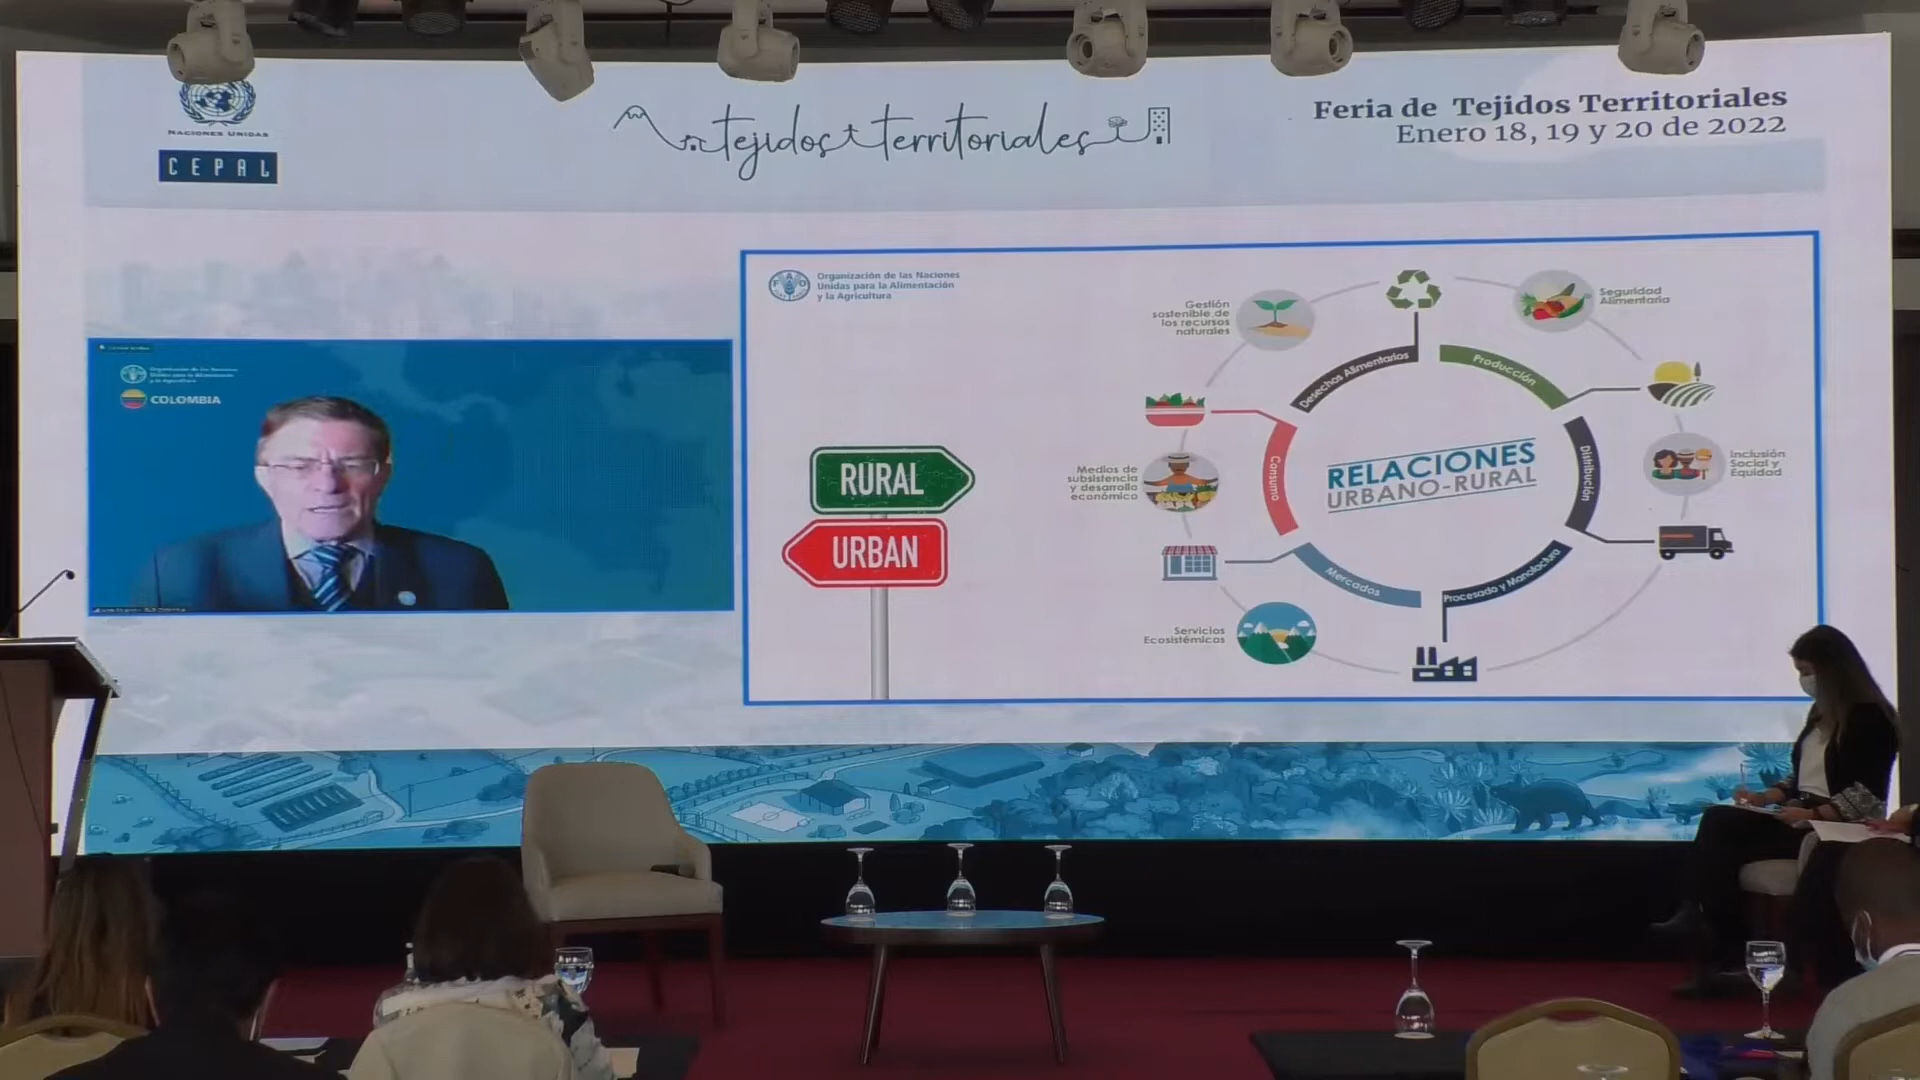 NACIONES UNIDAS
CEPAL
tejidos territoriales
Feria de Tejidos Territoriales
Enero 18, 19 y 20 de 2022
Organización de las Naciones
Unidas para la Alimentación
y la Agricultura
COLOMBIA
Organización de las Naciones
Unidas para la Alimentación
y la Agricultura
RURAL
URBAN
Gestión
sostenible de
los recursos
naturales
Seguridad
Alimentaria
Desechos Alimentarios
Producción
Consumo
RELACIONES
URBANO-RURAL
Distribución
Inclusión
Social y
Equidad
Medios de
subsistencia
y desarrollo
económico
Mercados
Procesado y Manofactura
Servicios
Ecosistémicos